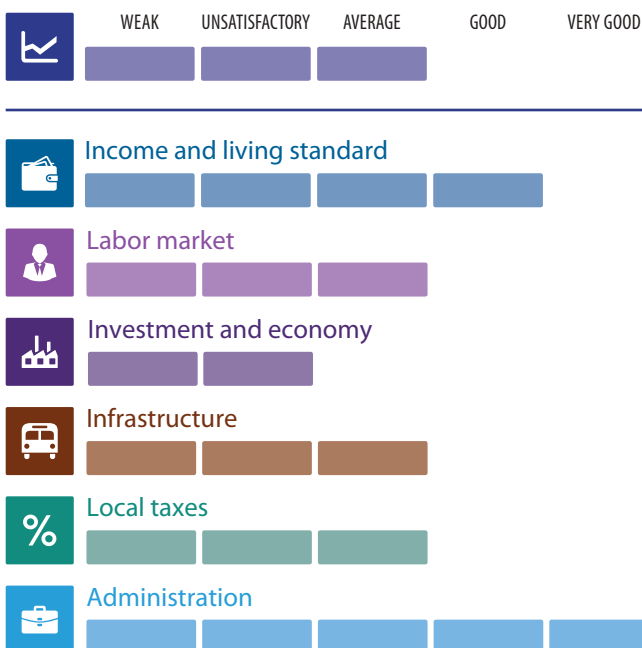 WEAK UNSATISFACTORY AVERAGE GOOD VERY GOOD
Income and living standard
Labor market
Investment and economy
Infrastructure
Local taxes
%
Administration